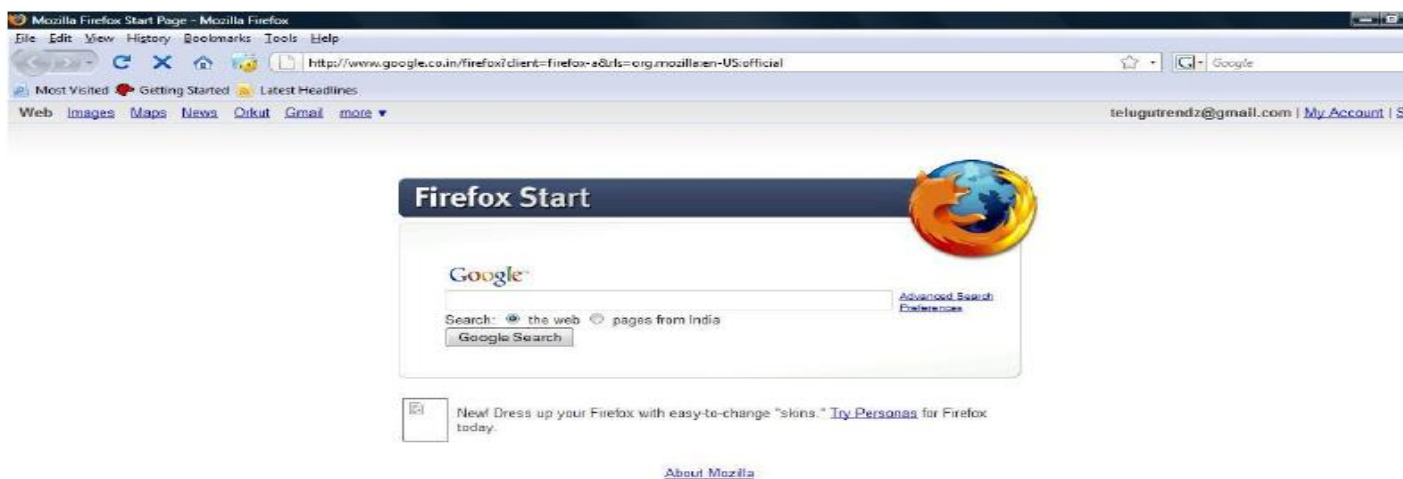 Mozilla Firefox Start Page - Mozilla Firefox
File Edit View History Bookmarks Tools Help
http://www.google.co.in/firefox?client=firefox-a&rls=org.mozilla:en-US:official
Google
Most Visited Getting Started Latest Headlines
Web Images Maps News Orkut Gmail more ▼
telugutrendz@gmail.com | My Account | S
Firefox Start
Google™
Advanced Search
Preferences
Search: the web pages from India
Google Search
New! Dress up your Firefox with easy-to-change "skins." Try Personas for Firefox
today.
About Mozilla